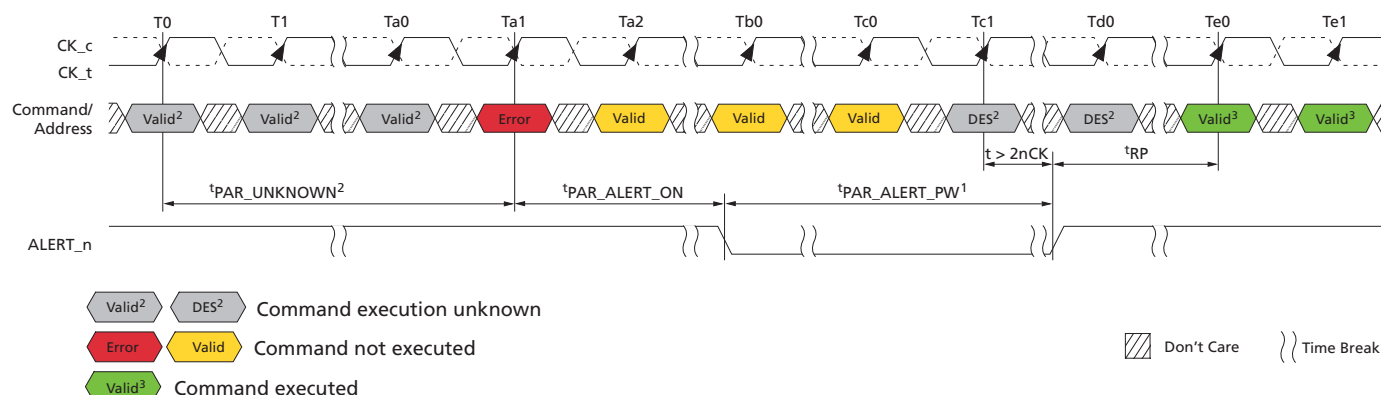 T0 T1 Ta0 Ta1 Ta2 Tb0 Tc0 Tc1 Td0 Te0 Te1
CK_c
CK_t
Command/
Address
Valid² Valid² Valid² Error Valid Valid Valid DES² DES² Valid³ Valid³
t > 2nCK
ᵗRP
ᵗPAR_UNKNOWN²
ᵗPAR_ALERT_ON
ᵗPAR_ALERT_PW¹
ALERT_n
Valid² DES² Command execution unknown
Error Valid Command not executed
Don't Care
Time Break
Valid³ Command executed